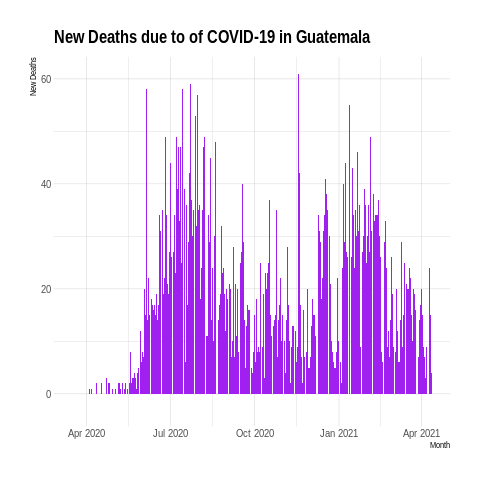 New Deaths due to of COVID-19 in Guatemala
New Deaths
60
40
20
0
Apr 2020 Jul 2020 Oct 2020 Jan 2021 Apr 2021
Month